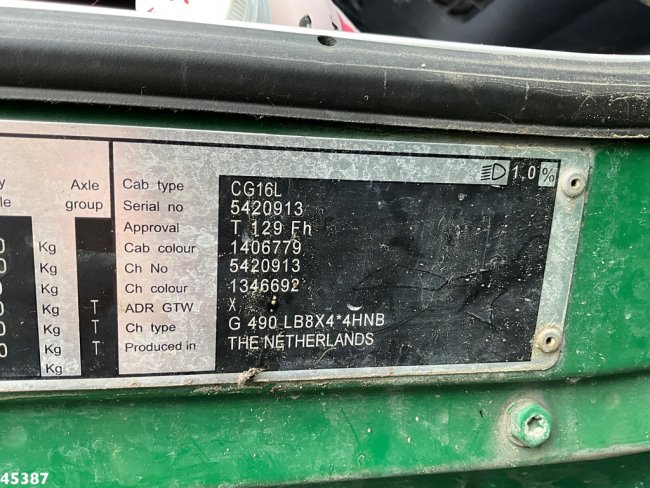 1.0%
Axle
group
Cab type CG16L
Serial no 5420913
Approval T 129 Fh
Cab colour 1406779
Kg Ch No 5420913
Kg Ch colour 1346692
Kg T ADR GTW X
Kg T Ch type G 490 LB8X4*4HNB
Kg T Produced in THE NETHERLANDS
Kg
45387